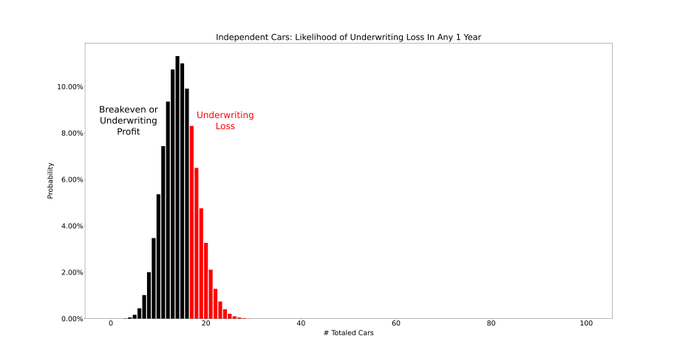 Independent Cars: Likelihood of Underwriting Loss In Any 1 Year
10.00%
8.00%
6.00%
4.00%
2.00%
0.00%
Probability
Breakeven or
Underwriting
Profit
Underwriting
Loss
0
20
40
60
80
100
# Totaled Cars